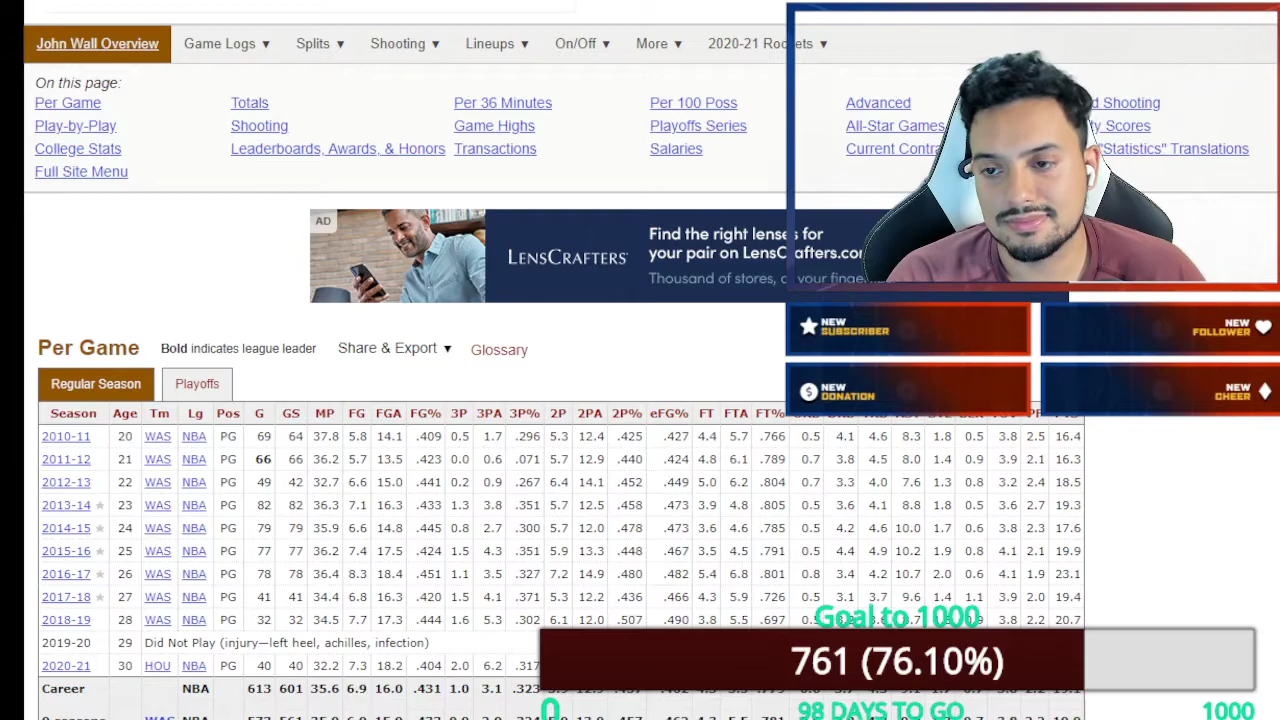 John Wall Overview Game Logs ▼ Splits ▼ Shooting ▼ Lineups ▼ On/Off ▼ More ▼ 2020-21 Rockets ▼
On this page:
Per Game Totals Per 36 Minutes Per 100 Poss Advanced d Shooting
Play-by-Play Shooting Game Highs Playoffs Series All-Star Games
College Stats Leaderboards, Awards, & Honors Transactions Salaries Current "Statistics" Translations
Full Site Menu
AD
LENSCRAFTERS
Find the right lenses for
your pair on
Thousand of stores, at your
NEW
SUBSCRIBER
NEW
FOLLOWER
NEW
DONATION
NEW
CHEER
Per Game Bold indicates league leader Share & Export ▼ Glossary
Regular Season Playoffs
Season Age Tm Lg Pos G GS MP FG FGA FG% 3P 3PA 3P% 2P 2PA 2P% eFG% FT FTA FT%
2010-11 20 WAS NBA PG 69 64 37.8 5.8 14.1 .409 0.5 1.7 .296 5.3 12.4 .425 .427 4.4 5.7 .766 0.5 4.1 4.6 8.3 1.8 0.5 3.8 2.5 16.4
2011-12 21 WAS NBA PG 66 66 36.2 5.7 13.5 .423 0.0 0.6 .071 5.7 12.9 .440 .424 4.8 6.1 .789 0.7 3.8 4.5 8.0 1.4 0.9 3.9 2.1 16.3
2012-13 22 WAS NBA PG 49 42 32.7 6.6 15.0 .441 0.2 0.9 .267 6.4 14.1 .452 .449 5.0 6.2 .804 0.7 3.3 4.0 7.6 1.3 0.8 3.2 2.4 18.5
2013-14 ★ 23 WAS NBA PG 82 82 36.3 7.1 16.3 .433 1.3 3.8 .351 5.7 12.5 .458 .473 3.9 4.8 .805 0.5 3.6 4.1 8.8 1.8 0.5 3.6 2.7 19.3
2014-15 ★ 24 WAS NBA PG 79 79 35.9 6.6 14.8 .445 0.8 2.7 .300 5.7 12.0 .478 .473 3.6 4.6 .785 0.5 4.2 4.6 10.0 1.7 0.6 3.8 2.3 17.6
2015-16 ★ 25 WAS NBA PG 77 77 36.2 7.4 17.5 .424 1.5 4.3 .351 5.9 13.3 .448 .467 3.5 4.5 .791 0.5 4.4 4.9 10.2 1.9 0.8 4.1 2.1 19.9
2016-17 ★ 26 WAS NBA PG 78 78 36.4 8.3 18.4 .451 1.1 3.5 .327 7.2 14.9 .480 .482 5.4 6.8 .801 0.8 3.4 4.2 10.7 2.0 0.6 4.1 1.9 23.1
2017-18 ★ 27 WAS NBA PG 41 41 34.4 6.8 16.3 .420 1.5 4.1 .371 5.3 12.2 .436 .466 4.3 5.9 .726 0.6 3.1 3.7 9.6 1.4 1.1 3.9 2.0 19.4
2018-19 28 WAS NBA PG 32 32 34.5 7.7 17.3 .444 1.6 5.3 .302 6.1 12.0 .507 .490 3.8 5.5 .697 2.2 20.7
2019-20 29 Did Not Play (injury—left heel, achilles, infection)
2020-21 30 HOU NBA PG 40 40 32.2 7.3 18.2 .404 2.0 6.2 .317
Career NBA 613 601 35.6 6.9 16.0 .431 1.0 3.1 .323
Goal to 1000
761 (76.10%)
0 98 DAYS TO GO 1000